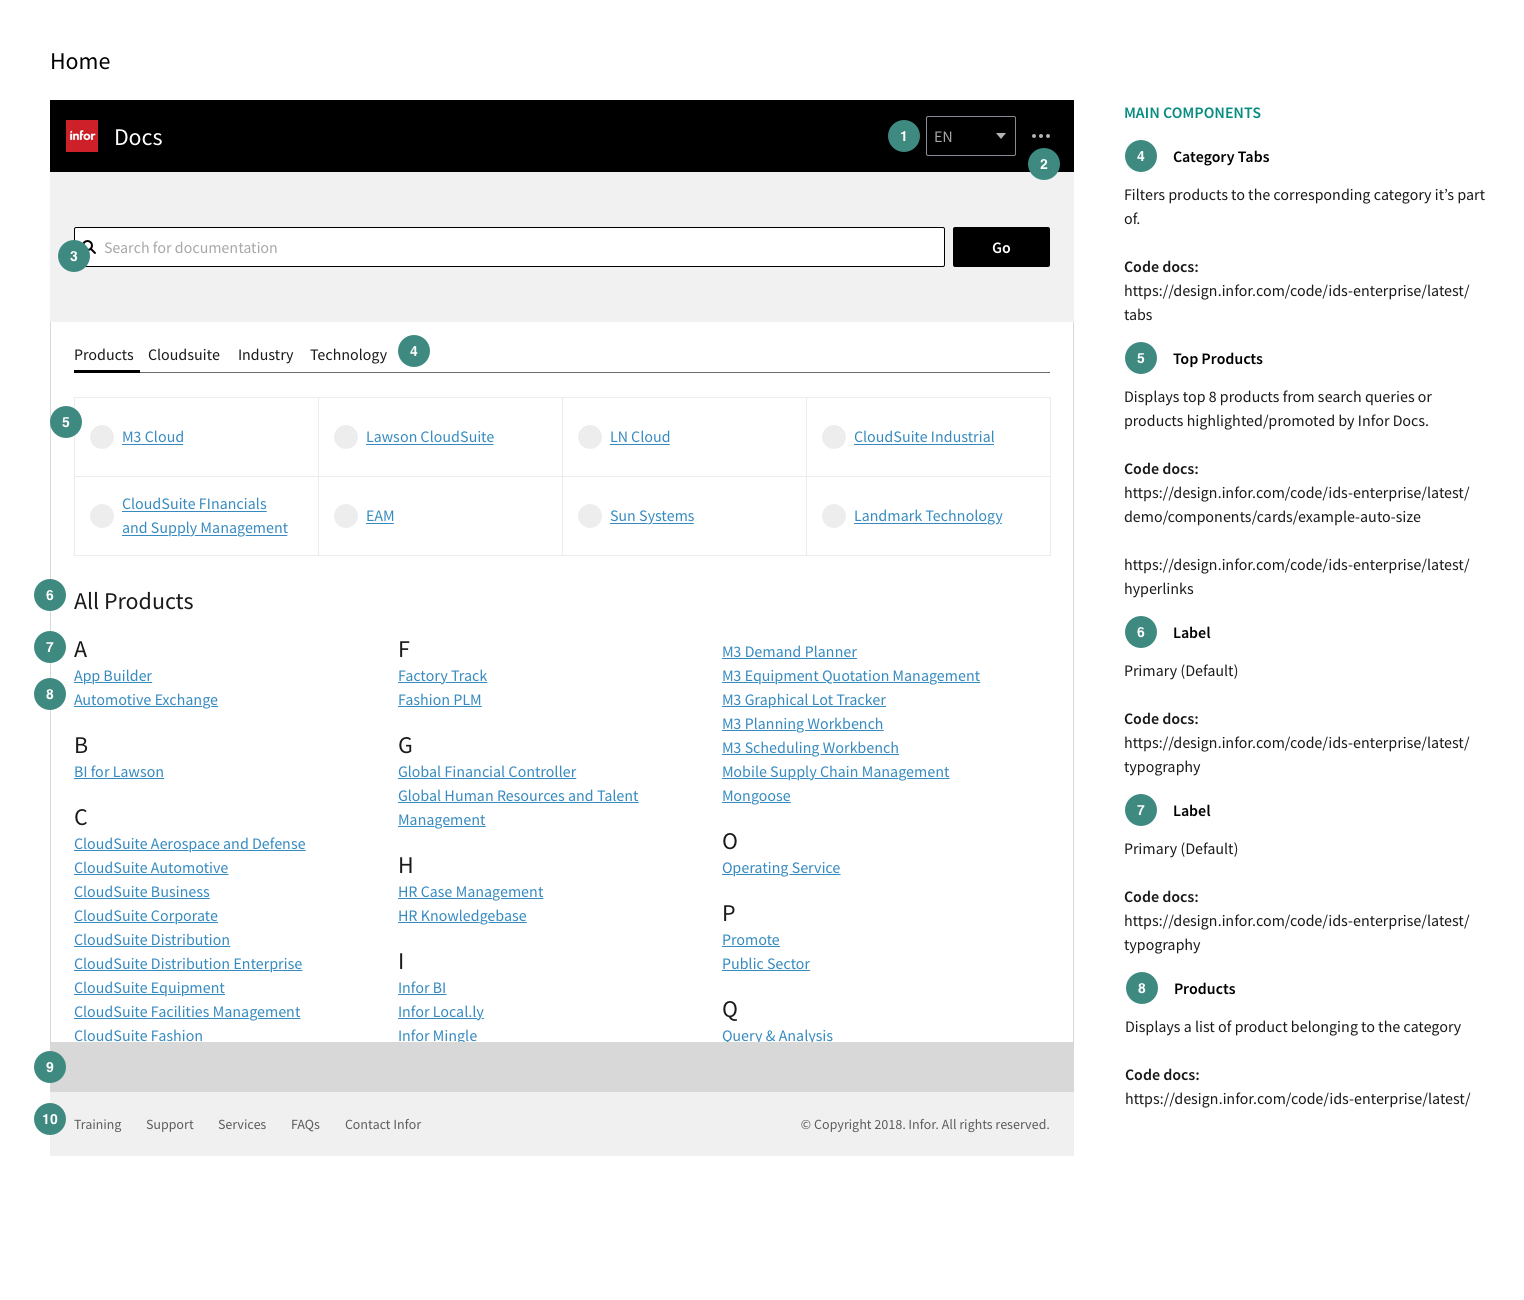 Home
infor
Docs
1
EN
2
3
Search for documentation
Go
Products
Cloudsuite
Industry
Technology
4
5
M3 Cloud
Lawson CloudSuite
LN Cloud
CloudSuite Industrial
CloudSuite FInancials
and Supply Management
EAM
Sun Systems
Landmark Technology
6
All Products
7
A
App Builder
8
Automotive Exchange
B
BI for Lawson
C
CloudSuite Aerospace and Defense
CloudSuite Automotive
CloudSuite Business
CloudSuite Corporate
CloudSuite Distribution
CloudSuite Distribution Enterprise
CloudSuite Equipment
CloudSuite Facilities Management
CloudSuite Fashion
F
Factory Track
Fashion PLM
G
Global Financial Controller
Global Human Resources and Talent
Management
H
HR Case Management
HR Knowledgebase
I
Infor BI
Infor Local.ly
Infor Mingle
M3 Demand Planner
M3 Equipment Quotation Management
M3 Graphical Lot Tracker
M3 Planning Workbench
M3 Scheduling Workbench
Mobile Supply Chain Management
Mongoose
O
Operating Service
P
Promote
Public Sector
Q
Query & Analysis
9
10
Training
Support
Services
FAQs
Contact Infor
© Copyright 2018. Infor. All rights reserved.
MAIN COMPONENTS
4
Category Tabs
Filters products to the corresponding category it’s part
of.
Code docs:
https://design.infor.com/code/ids-enterprise/latest/
tabs
5
Top Products
Displays top 8 products from search queries or
products highlighted/promoted by Infor Docs.
Code docs:
https://design.infor.com/code/ids-enterprise/latest/
demo/components/cards/example-auto-size
https://design.infor.com/code/ids-enterprise/latest/
hyperlinks
6
Label
Primary (Default)
Code docs:
https://design.infor.com/code/ids-enterprise/latest/
typography
7
Label
Primary (Default)
Code docs:
https://design.infor.com/code/ids-enterprise/latest/
typography
8
Products
Displays a list of product belonging to the category
Code docs:
https://design.infor.com/code/ids-enterprise/latest/